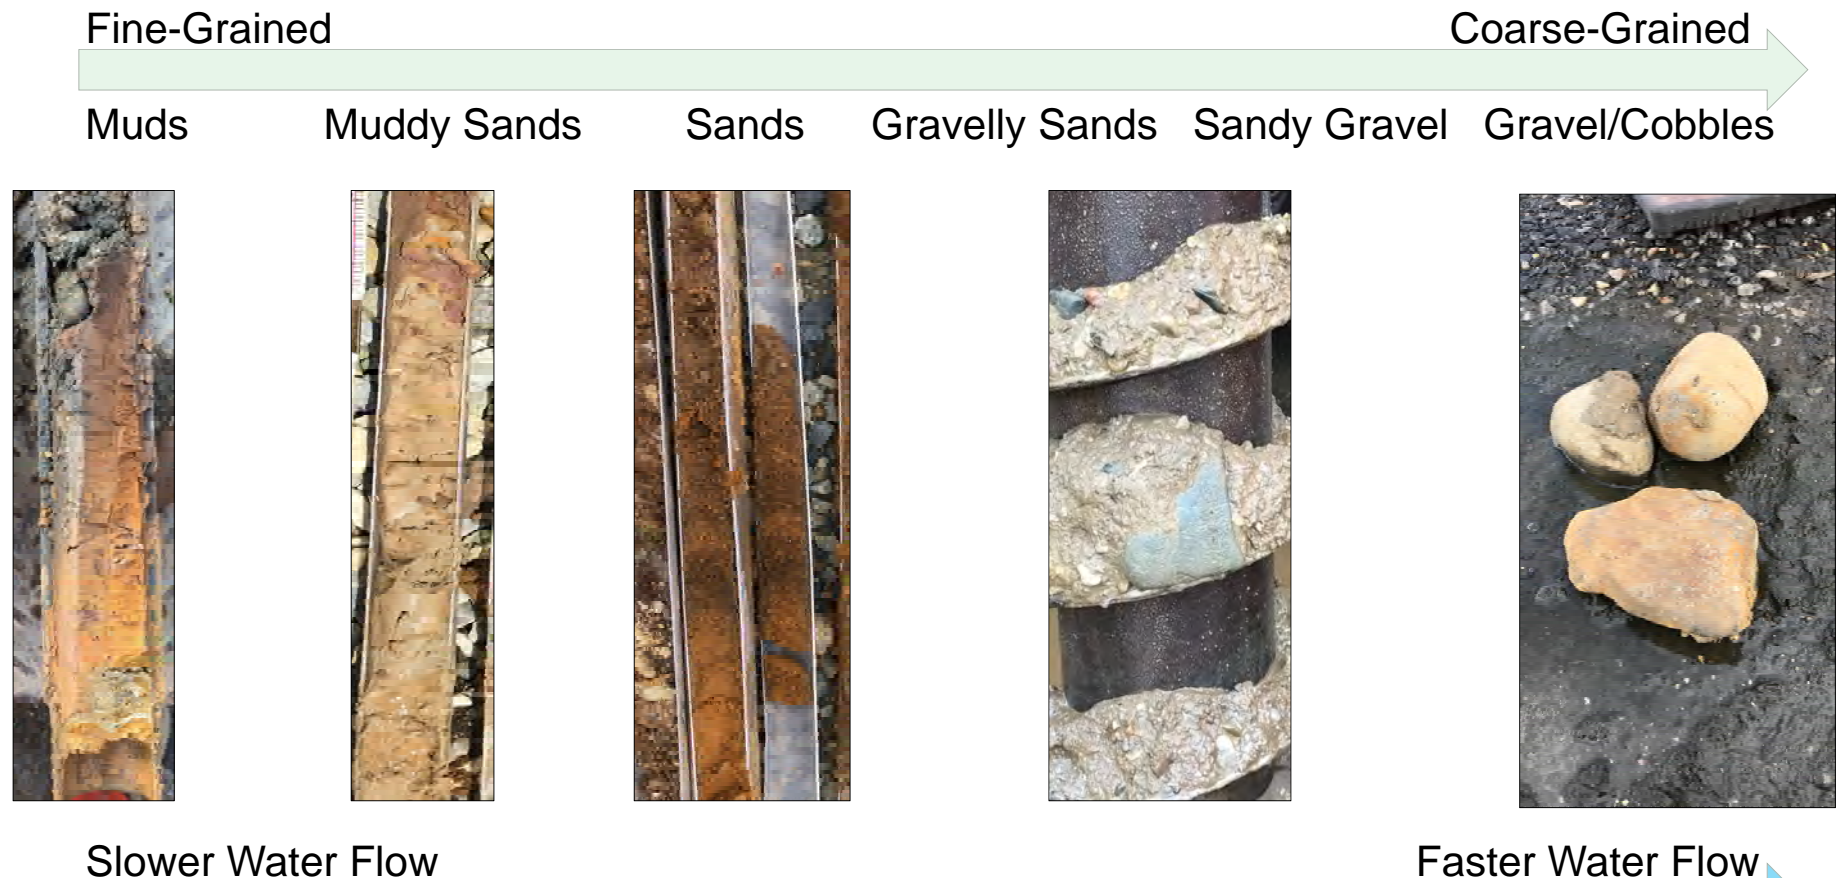 Fine-Grained
Coarse-Grained
Muds
Muddy Sands
Sands
Gravelly Sands
Sandy Gravel
Gravel/Cobbles
Slower Water Flow
Faster Water Flow